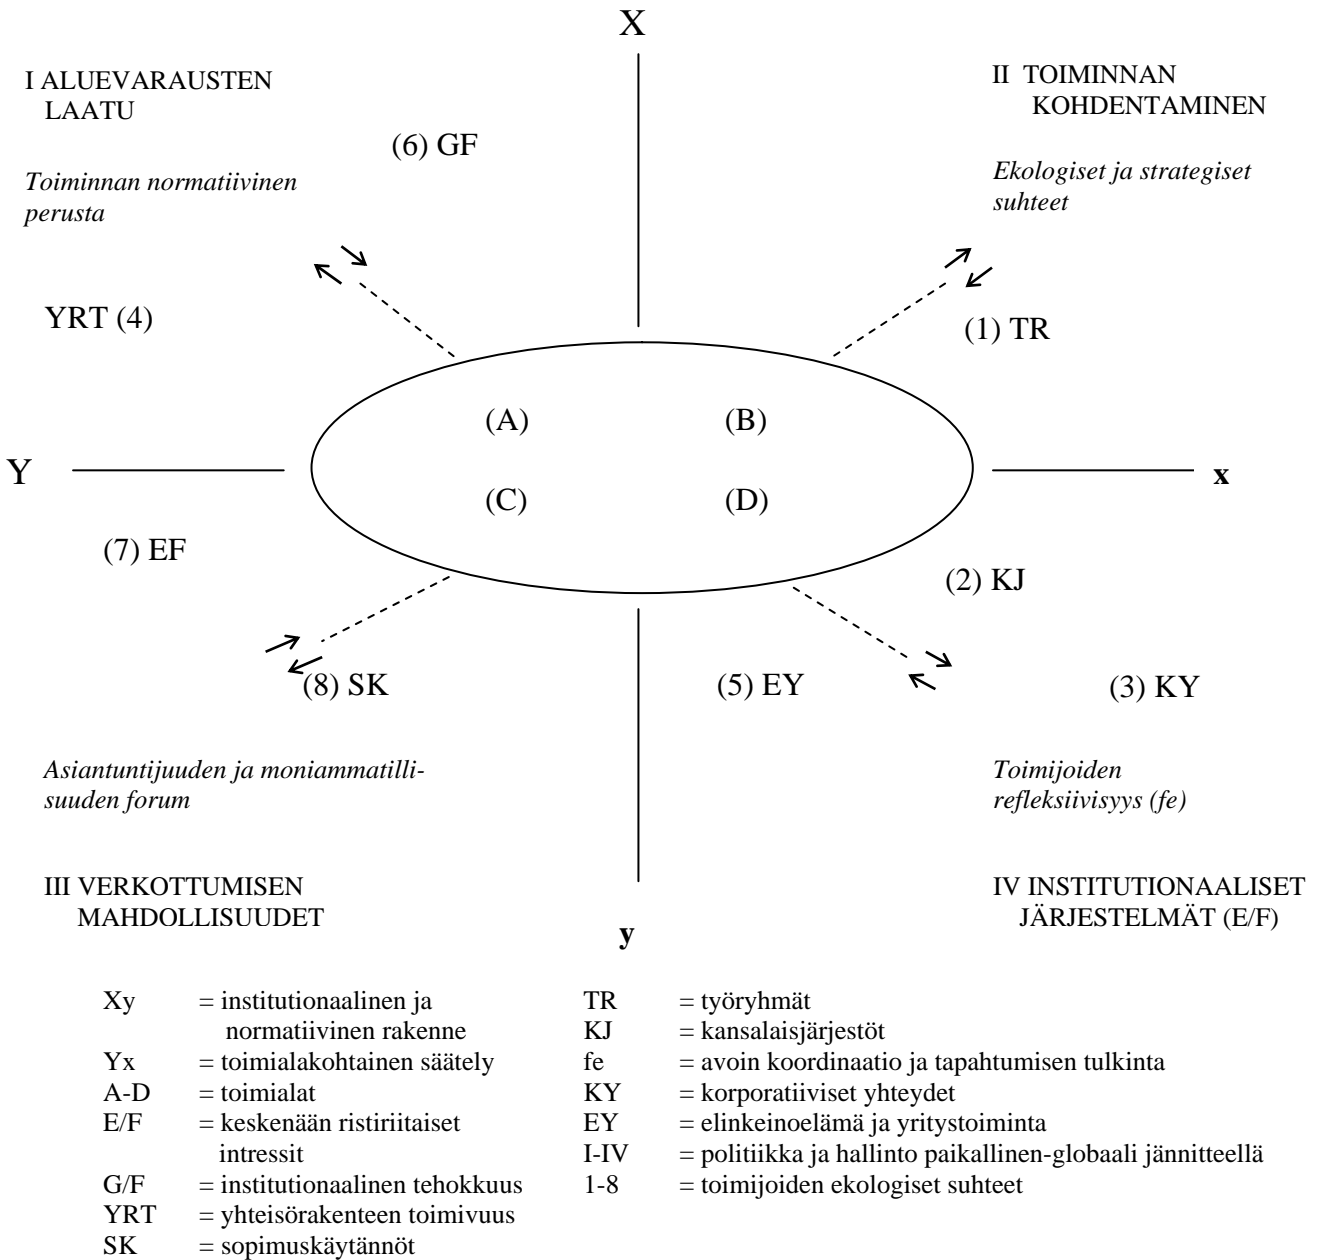 X
I ALUEVARAUSTEN
LAATU
II TOIMINNAN
KOHDENTAMINEN
(6) GF
Toiminnan normatiivinen
perusta
Ekologiset ja strategiset
suhteet
YRT (4)
(1) TR
(A)
(B)
Y
x
(C)
(D)
(7) EF
(2) KJ
(8) SK
(5) EY
(3) KY
Asiantuntijuuden ja moniammatilli-
suuden forum
Toimijoiden
refleksiivisyys (fe)
III VERKOTTUMISEN
MAHDOLLISUUDET
IV INSTITUTIONAALISET
JÄRJESTELMÄT (E/F)
y
Xy = institutionaalinen ja
normatiivinen rakenne
Yx = toimialakohtainen säätely
A-D = toimialat
E/F = keskenään ristiriitaiset
intressit
G/F = institutionaalinen tehokkuus
YRT = yhteisörakenteen toimivuus
SK = sopimuskäytännöt
TR = työryhmät
KJ = kansalaisjärjestöt
fe = avoin koordinaatio ja tapahtumisen tulkinta
KY = korporatiiviset yhteydet
EY = elinkeinoelämä ja yritystoiminta
I-IV = politiikka ja hallinto paikallinen-globaali jännitteellä
1-8 = toimijoiden ekologiset suhteet